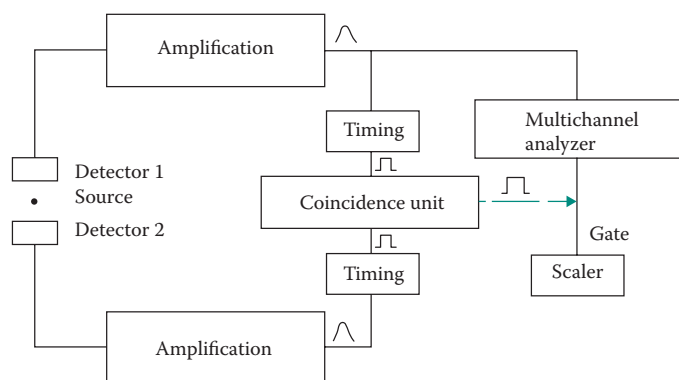 Amplification
Timing
Multichannel
analyzer
Detector 1
Source
Detector 2
Coincidence unit
Gate
Timing
Scaler
Amplification